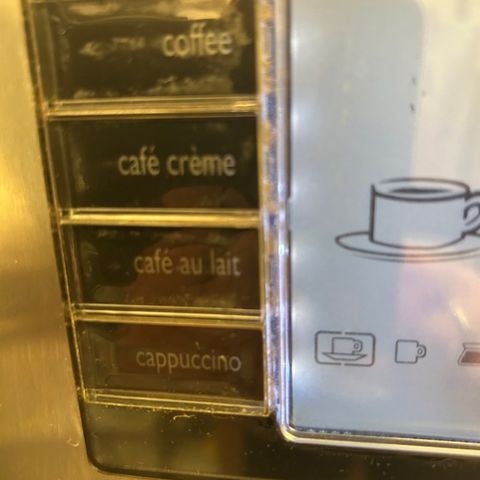 coffee
café crème
café au lait
cappuccino